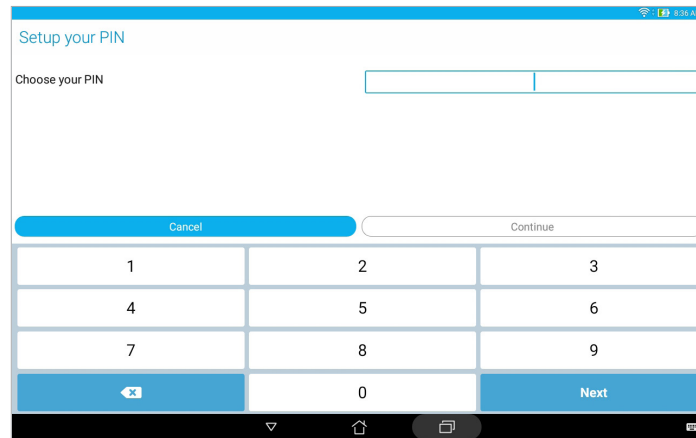 8:36 A
Setup your PIN
Choose your PIN
Cancel Continue
1 2 3
4 5 6
7 8 9
0 Next